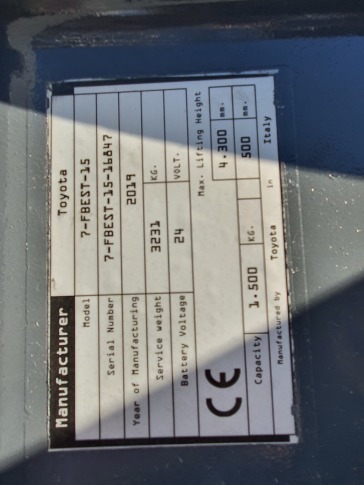 Manufacturer Toyota
Model 7-FBEST-15
Serial Number 7-FBEST-15-16847
Year of Manufacturing 2019
Service weight 3231 KG.
Battery Voltage 24 VOLT.
CE Max. Lifting Height
4.300 mm.
Capacity 1.500 KG. 500 mm.
Manufactured by Toyota in Italy